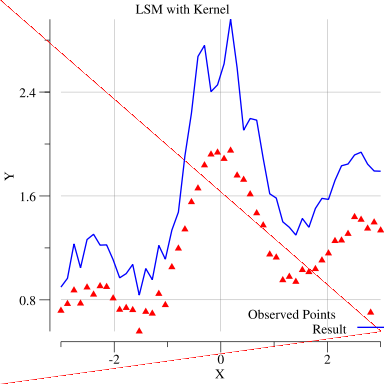 LSM with Kernel
2.4
1.6
0.8
Y
Observed Points
Result
-2
0
2
X